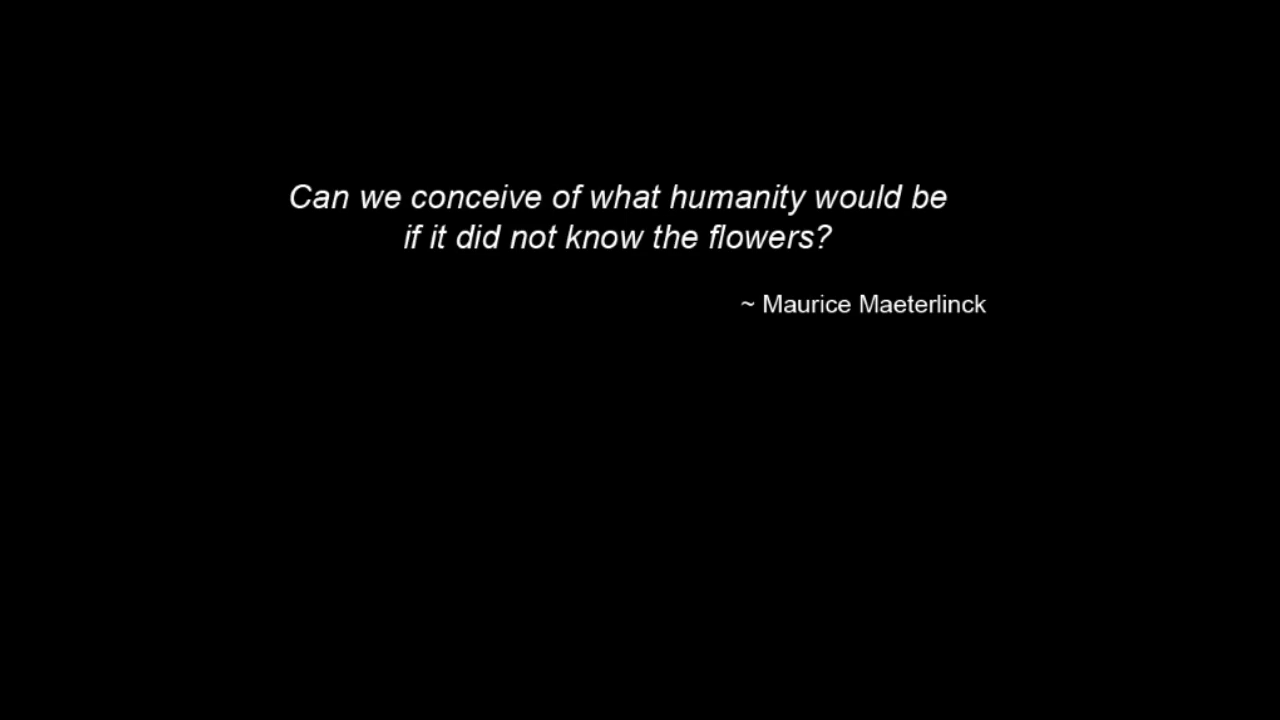 Can we conceive of what humanity would be
if it did not know the flowers?
~ Maurice Maeterlinck